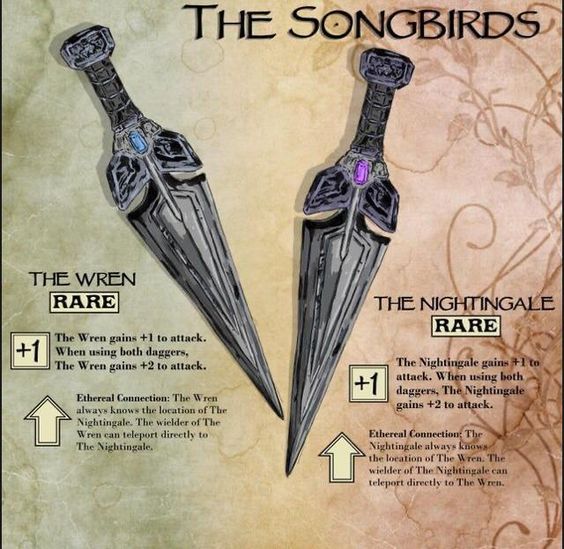 THE SONGBIRDS
THE WREN
RARE
+1
The Wren gains +1 to attack.
When using both daggers,
The Wren gains +2 to attack.
Ethereal Connection: The Wren
always knows the location of The
Nightingale. The wielder of The
Wren can teleport directly to
The Nightingale.
THE NIGHTINGALE
RARE
+1
The Nightingale gains +1 to
attack. When using both
daggers, The Nightingale
gains +2 to attack.
Ethereal Connection: The
Nightingale always knows
the location of The Wren. The
wielder of The Nightingale can
teleport directly to The Wren.